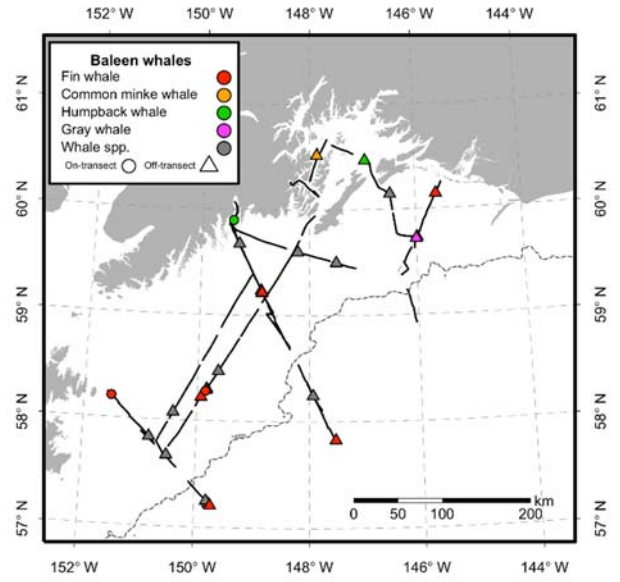 152° W 150° W 148° W 146° W 144° W
Baleen whales
Fin whale
Common minke whale
Humpback whale
Gray whale
Whale spp.
On-transect Off-transect
61° N 61° N
60° N 60° N
59° N 59° N
58° N 58° N
57° N 57° N
km
0 50 100 200
152° W 150° W 148° W 146° W 144° W